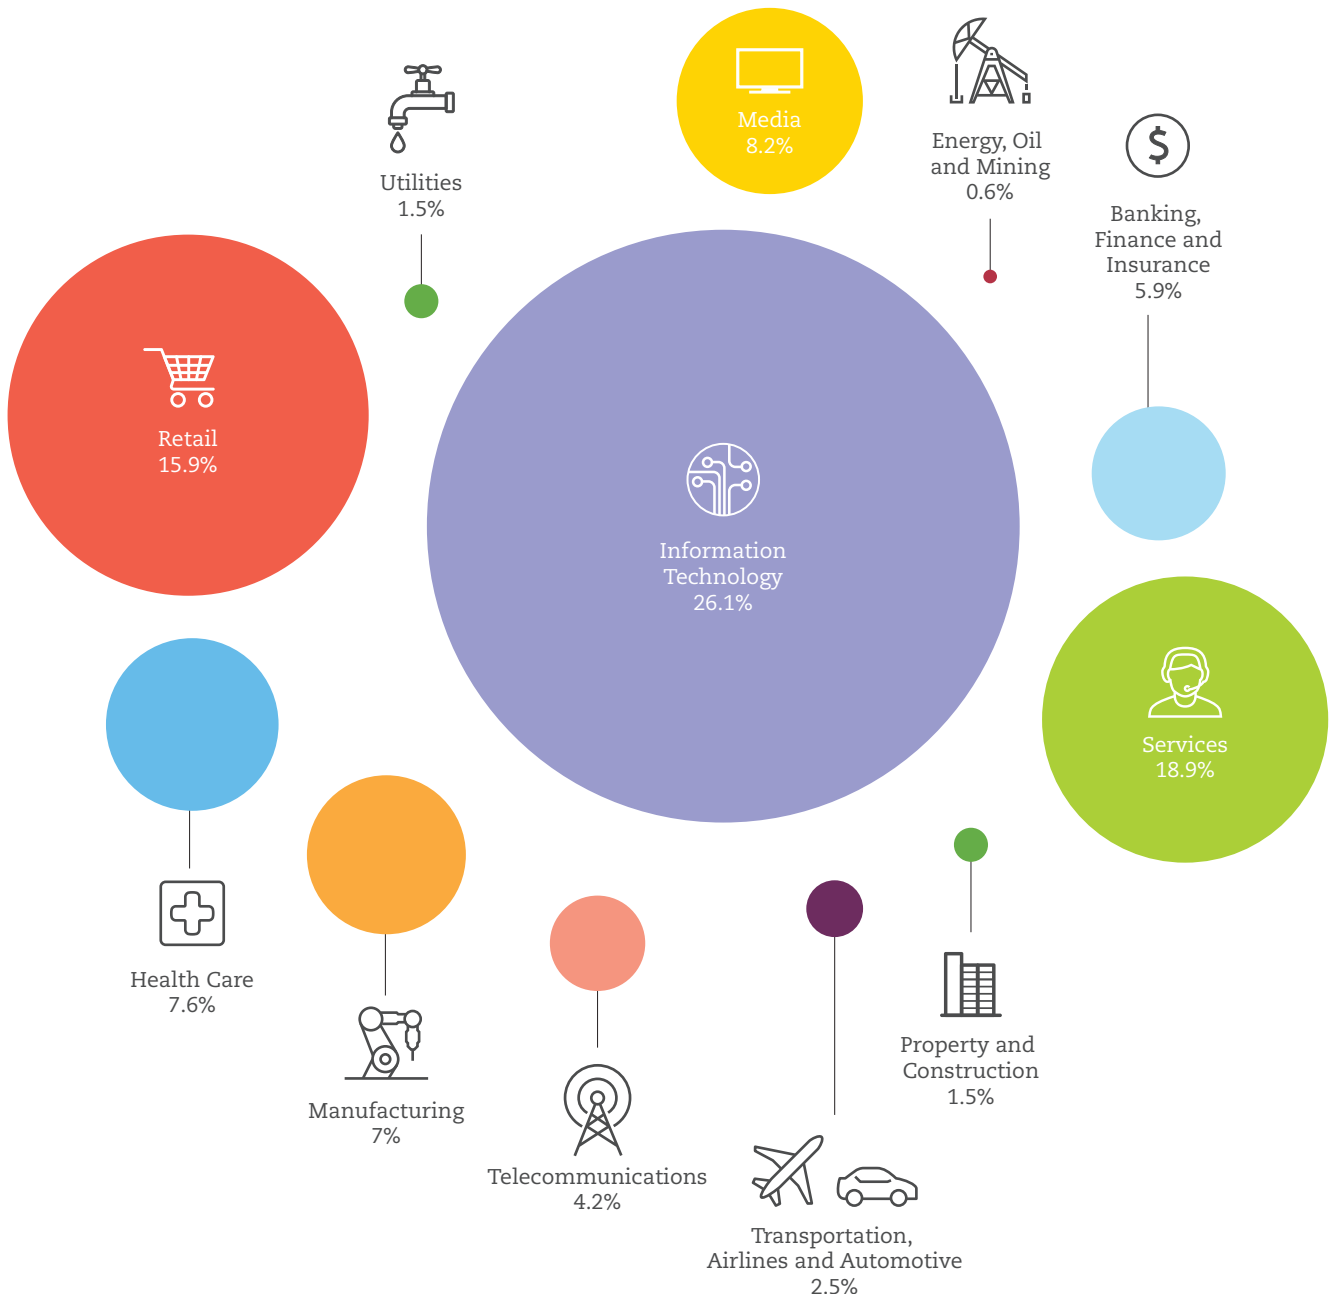 Media
8.2%
Energy, Oil
and Mining
0.6%
$
Utilities
1.5%
Banking,
Finance and
Insurance
5.9%
Retail
15.9%
Information
Technology
26.1%
Services
18.9%
Health Care
7.6%
Manufacturing
7%
Telecommunications
4.2%
Property and
Construction
1.5%
Transportation,
Airlines and Automotive
2.5%